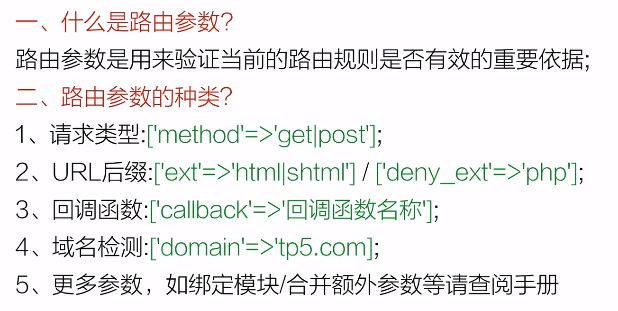 一、什么是路由参数?
路由参数是用来验证当前的路由规则是否有效的重要依据;
二、路由参数的种类?
1、请求类型:['method'=>'get|post'];
2、URL后缀:['ext'=>'html|shtml'] / ['deny_ext'=>'php'];
3、回调函数:['callback'=>'回调函数名称'];
4、域名检测:['domain'=>'tp5.com];
5、更多参数，如绑定模块/合并额外参数等请查阅手册